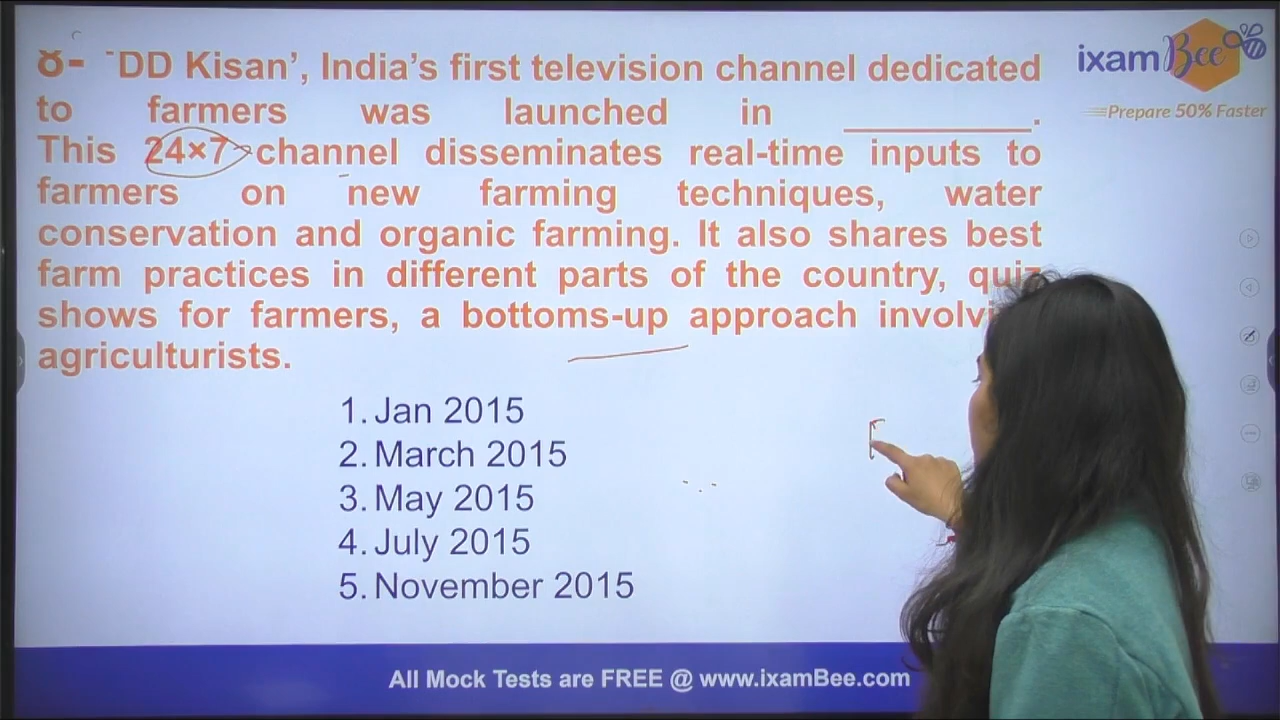 ixamBee
Prepare 50% Faster
'DD Kisan', India's first television channel dedicated
to farmers was launched in __________.
This 24×7 channel disseminates real-time inputs to
farmers on new farming techniques, water
conservation and organic farming. It also shares best
farm practices in different parts of the country, quiz
shows for farmers, a bottoms-up approach
agriculturists.
1. Jan 2015
2. March 2015
3. May 2015
4. July 2015
5. November 2015
All Mock Tests are FREE @ www.ixamBee.com